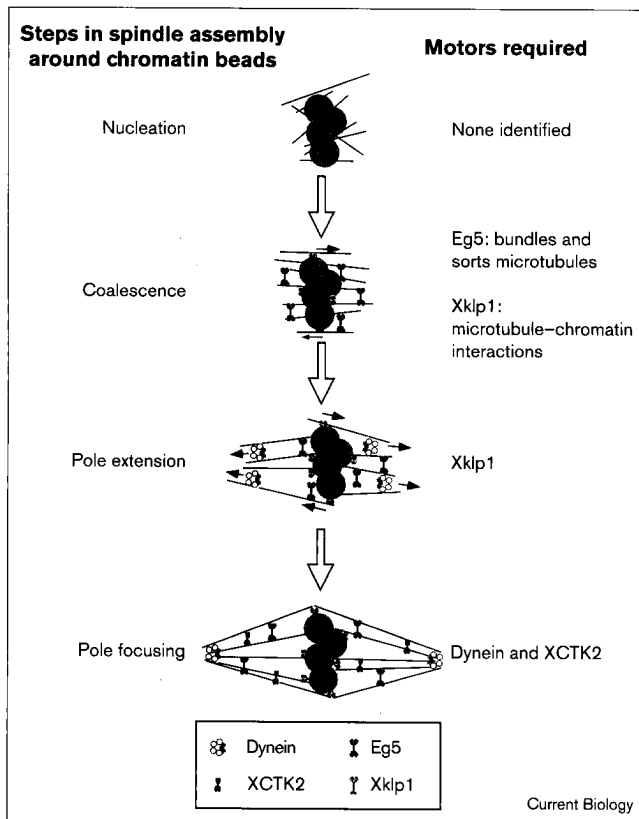 Steps in spindle assembly
around chromatin beads
Motors required
Nucleation
None identified
Coalescence
Eg5: bundles and
sorts microtubules
Xklp1:
microtubule–chromatin
interactions
Pole extension
Xklp1
Pole focusing
Dynein and XCTK2
Dynein
Eg5
XCTK2
Xklp1
Current Biology